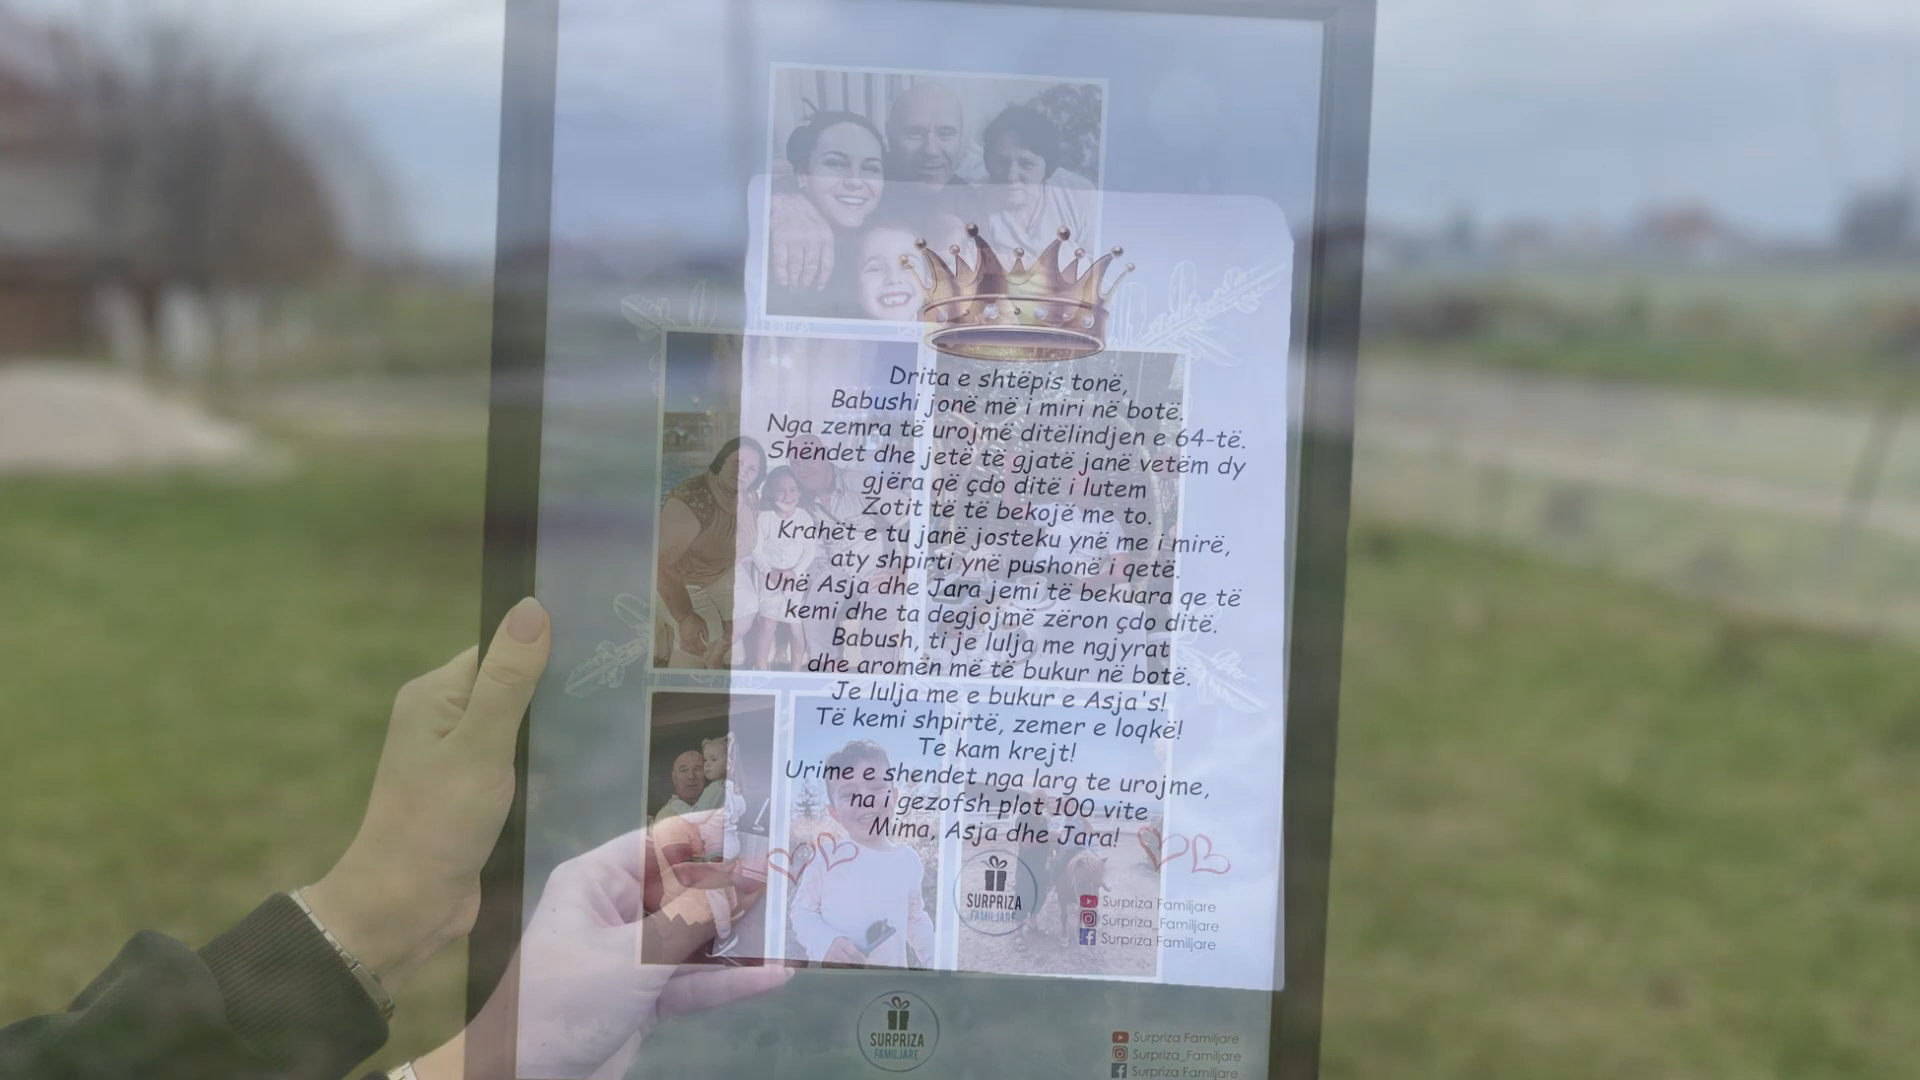 Drita e shtëpis tonë,
Babushi jonë më i miri në botë.
Nga zemra të urojmë ditëlindjen e 64-të.
Shëndet dhe jetë të gjatë janë vetëm dy
gjëra që çdo ditë i lutem
Zotit të të bekojë me to.
Krahët e tu janë josteku ynë me i mirë,
aty shpirti ynë pushonë i qetë.
Unë Asja dhe Jara jemi të bekuara qe të
kemi dhe ta degjojmë zëron çdo ditë.
Babush, ti je lulja me ngjyrat
dhe aromën më të bukur në botë.
Je lulja me e bukur e Asja's!
Të kemi shpirtë, zemer e loqkë!
Te kam krejt!
Urime e shendet nga larg te urojme,
na i gezofsh plot 100 vite
Mima, Asja dhe Jara!
SURPRIZA
FAMILJARE
Surpriza Familjare
Surpriza_Familjare
Surpriza Familjare
SURPRIZA
FAMILJARE
Surpriza Familjare
Surpriza_Familjare
Surpriza Familjare